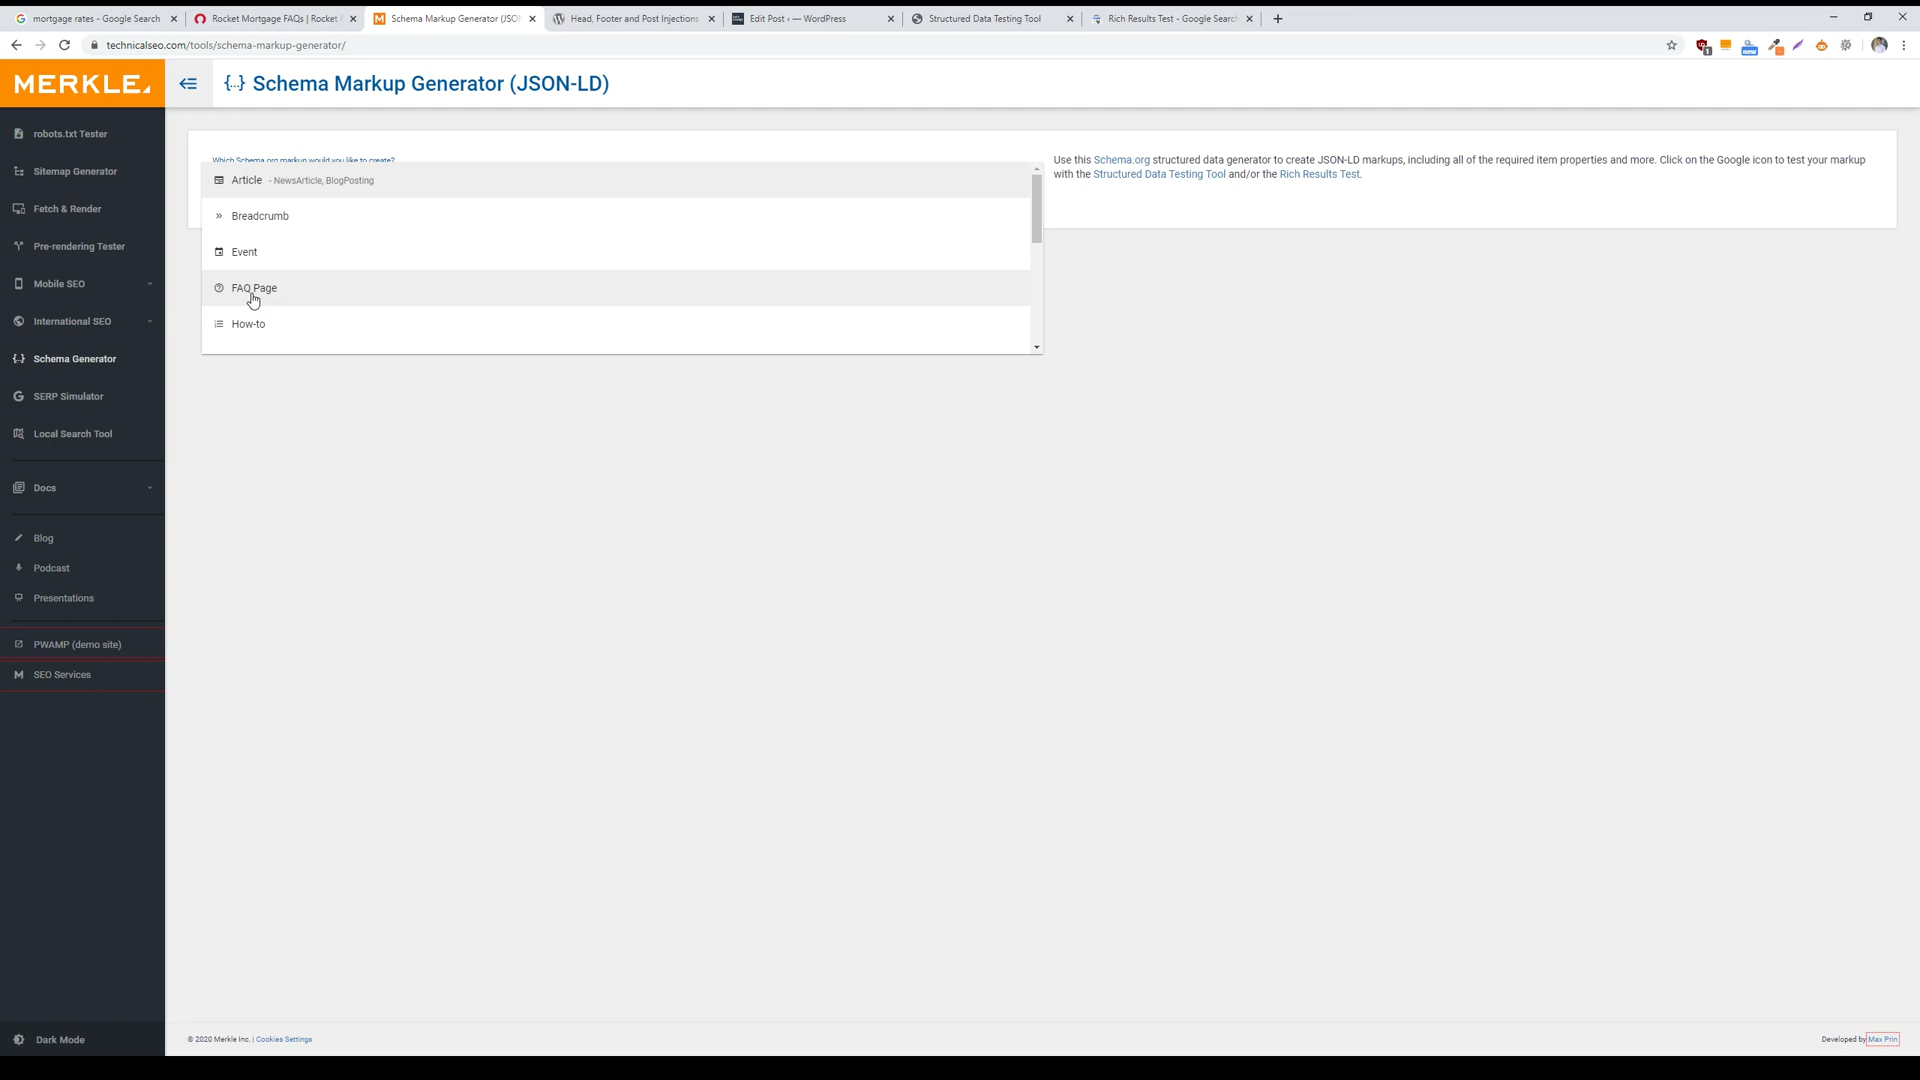 mortgage rates - Google Search
Rocket Mortgage FAQs | Rocket
Schema Markup Generator (JSON
Head, Footer and Post Injections
Edit Post ‹ — WordPress
Structured Data Testing Tool
Rich Results Test - Google Search
technicalseo.com/tools/schema-markup-generator/
new
MERKLE
{...} Schema Markup Generator (JSON-LD)
robots.txt Tester
Sitemap Generator
Fetch & Render
Pre-rendering Tester
Mobile SEO
International SEO
Schema Generator
SERP Simulator
Local Search Tool
Docs
Blog
Podcast
Presentations
PWAMP (demo site)
SEO Services
Dark Mode
Which Schema.org markup would you like to create?
Article - NewsArticle, BlogPosting
Breadcrumb
Event
FAQ Page
How-to
Use this Schema.org structured data generator to create JSON-LD markups, including all of the required item properties and more. Click on the Google icon to test your markup
with the Structured Data Testing Tool and/or the Rich Results Test.
© 2020 Merkle Inc. | Cookies Settings
Developed by Max Prin